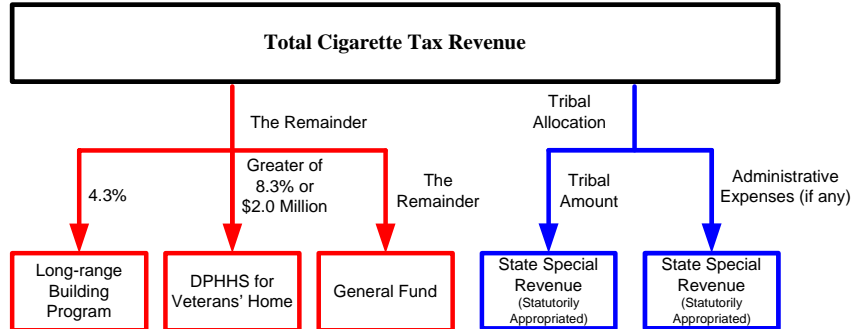 Total Cigarette Tax Revenue
The Remainder
Tribal
Allocation
4.3%
Greater of
8.3% or
$2.0 Million
The
Remainder
Tribal
Amount
Administrative
Expenses (if any)
Long-range
Building
Program
DPHHS for
Veterans' Home
General Fund
State Special
Revenue
(Statutorily
Appropriated)
State Special
Revenue
(Statutorily
Appropriated)